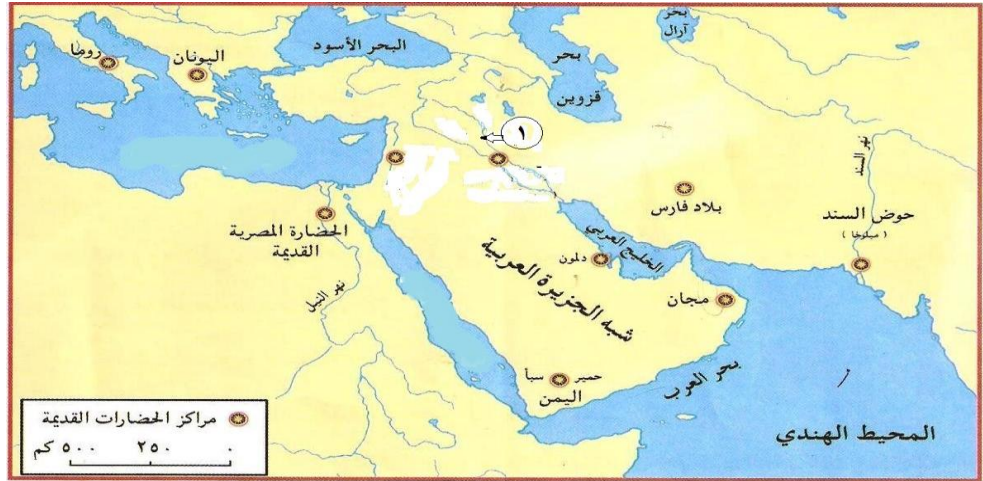 بحر
آرال
البحر الأسود
روما
اليونان
بحر
قزوين
١
نهر السند
حوض السند
( ميلوخا )
بلاد فارس
الحضارة المصرية
القديمة
الخليج العربي
دلمون
شبه الجزيرة العربية
مجان
نهر النيل
حمير
سبأ
اليمن
بحر العرب
المحيط الهندي
مراكز الحضارات القديمة
٠ ٢٥٠ ٥٠٠ كم